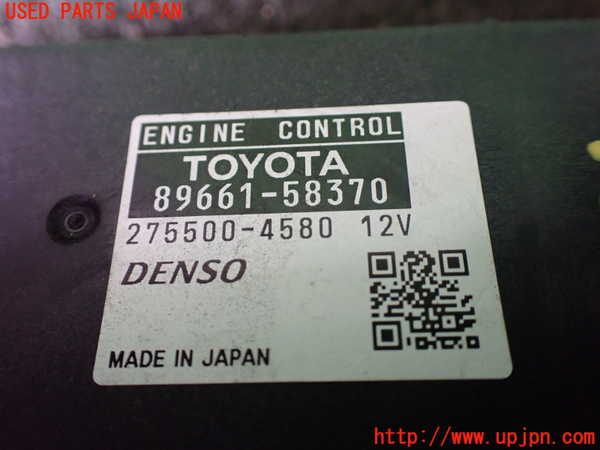 USED PARTS JAPAN
ENGINE CONTROL
TOYOTA
89661-58370
275500-4580 12V
DENSO
MADE IN JAPAN
http://www.upjpn.com/